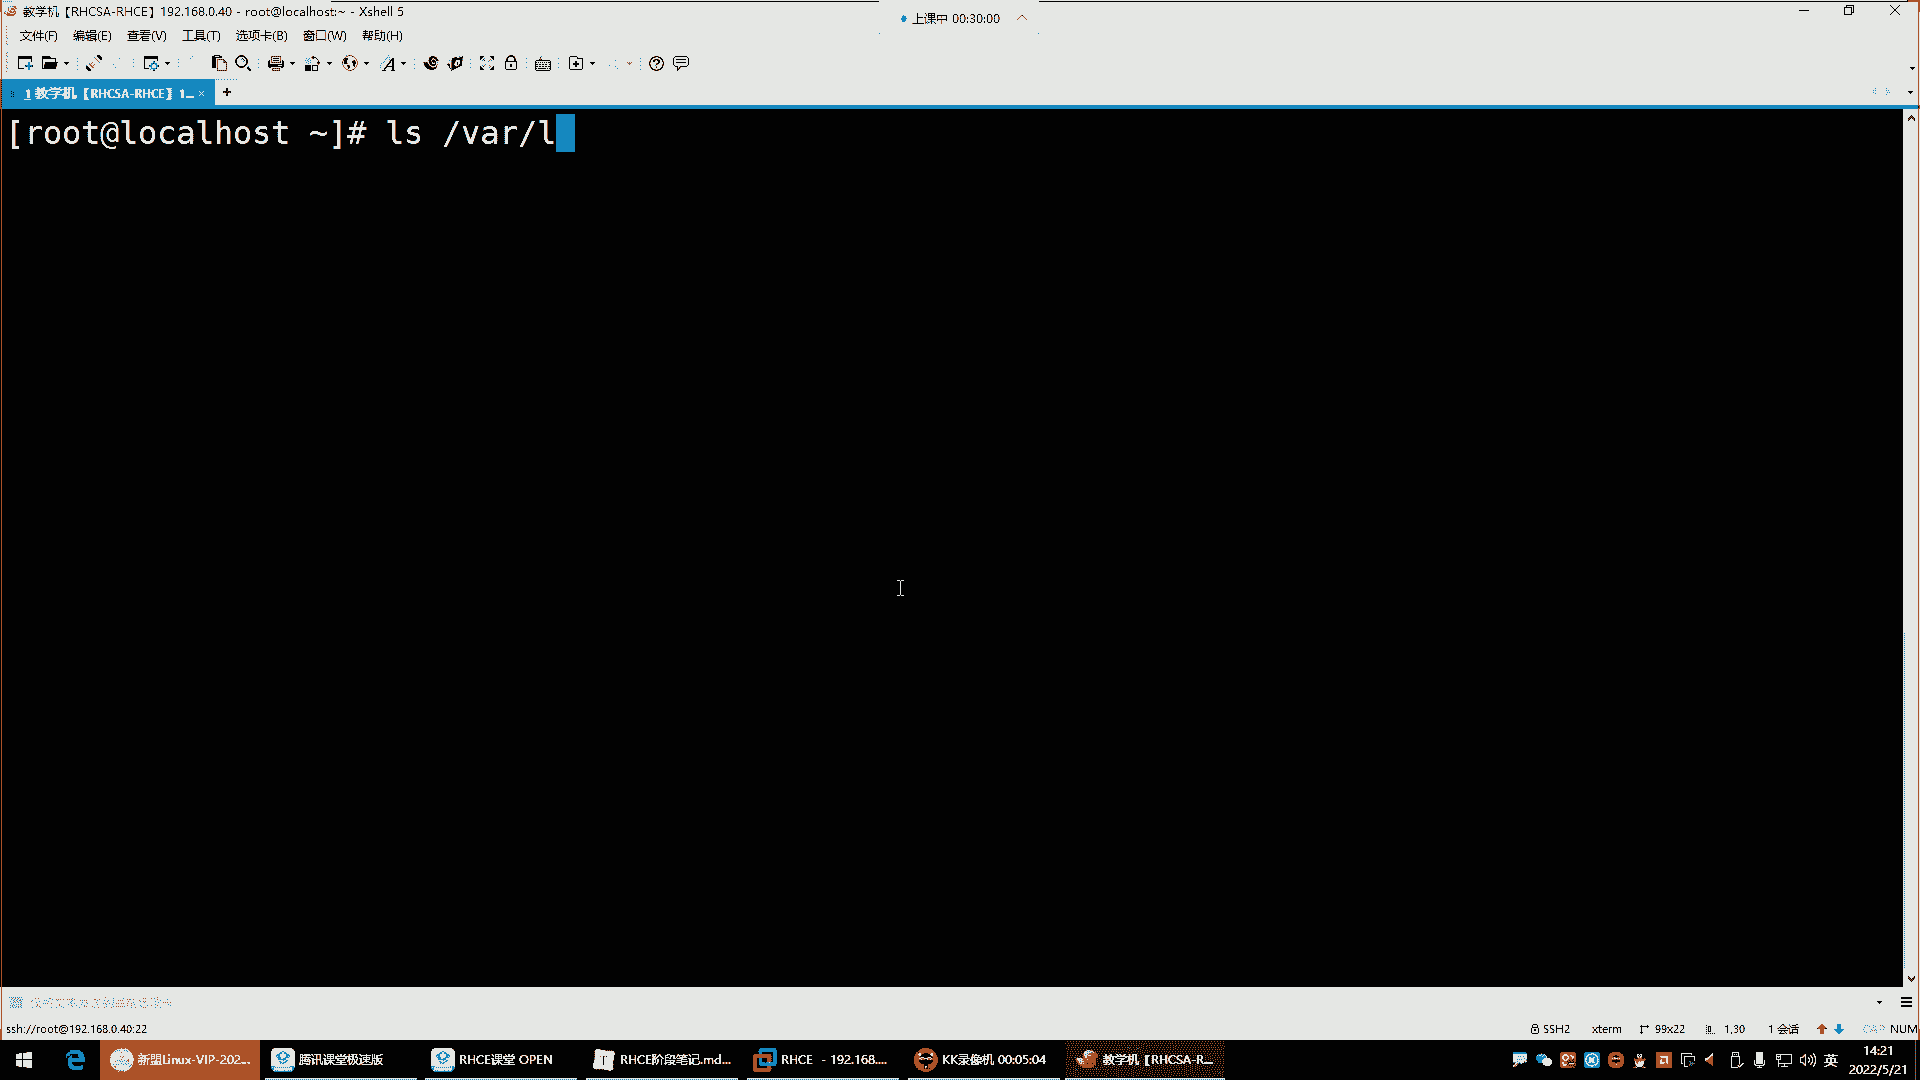 教学机【RHCSA-RHCE】192.168.0.40 - root@localhost:~ - Xshell 5
上课中 00:30:00
文件(F) 编辑(E) 查看(V) 工具(T) 选项卡(B) 窗口(W) 帮助(H)
1 教学机【RHCSA-RHCE】1... × +
[root@localhost ~]# ls /var/l
ssh://root@192.168.0.40:22
SSH2 xterm 99x22 1,30 1 会话 CAP NUM
新盟Linux-VIP-202... 腾讯课堂极速版 RHCE课堂 OPEN RHCE阶段笔记.md... RHCE - 192.168.... KK录像机 00:05:04 教学机【RHCSA-R... 英 14:21
2022/5/21